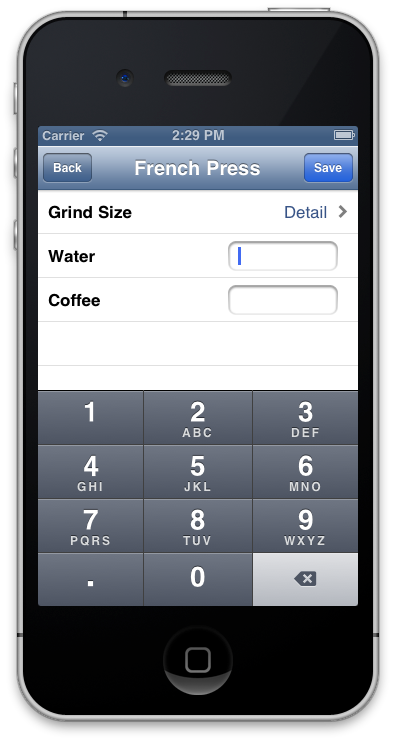 Carrier 2:29 PM
Back French Press Save
Grind Size Detail
Water
Coffee
1 2 3
ABC DEF
4 5 6
GHI JKL MNO
7 8 9
PQRS TUV WXYZ
. 0